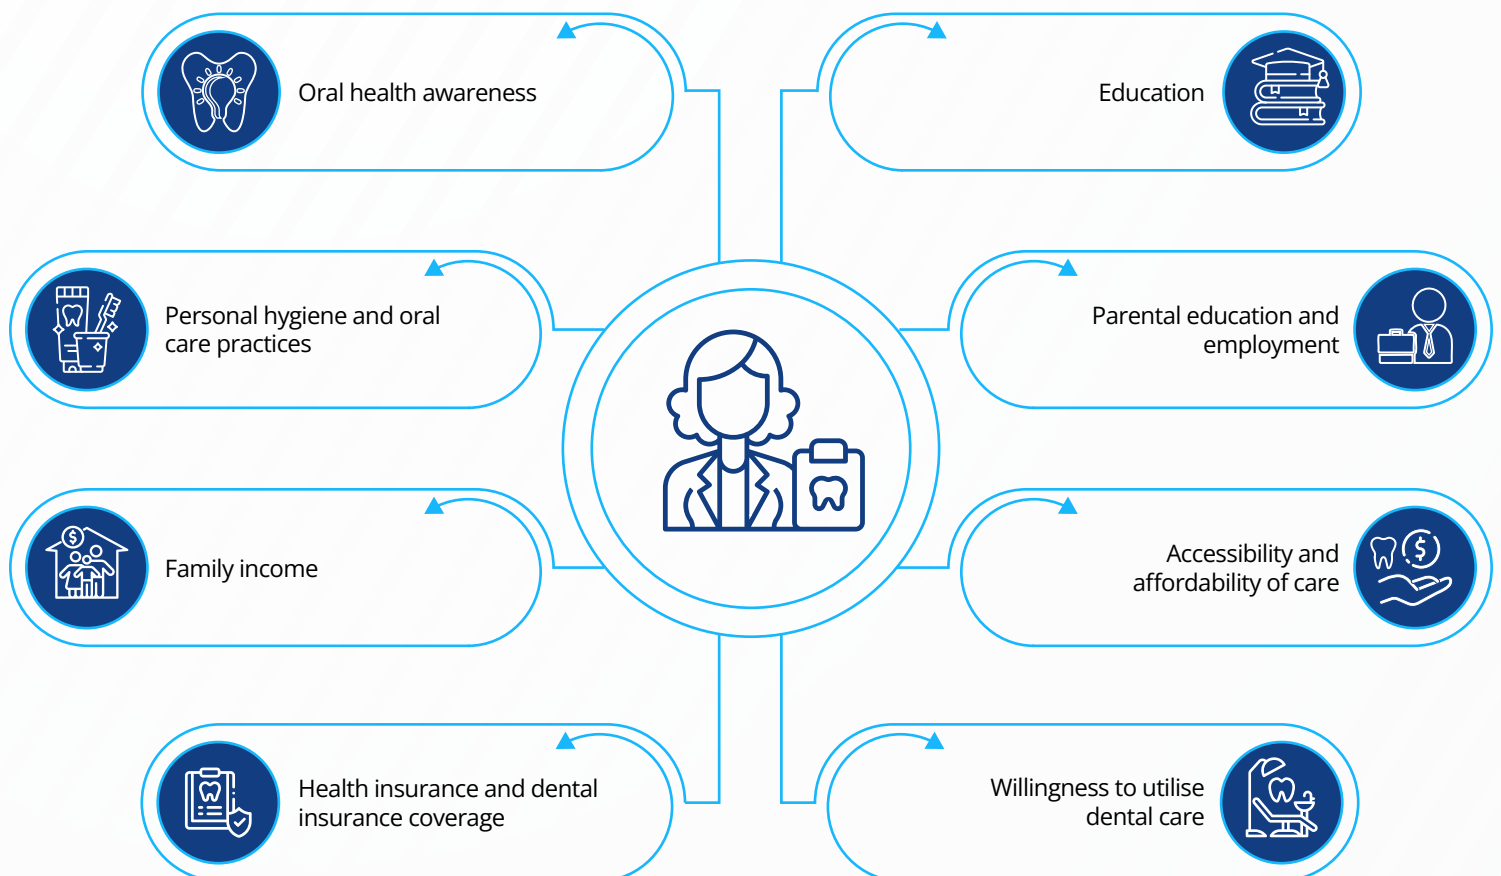 Oral health awareness
Education
Personal hygiene and oral
care practices
Parental education and
employment
Family income
Accessibility and
affordability of care
Health insurance and dental
insurance coverage
Willingness to utilise
dental care